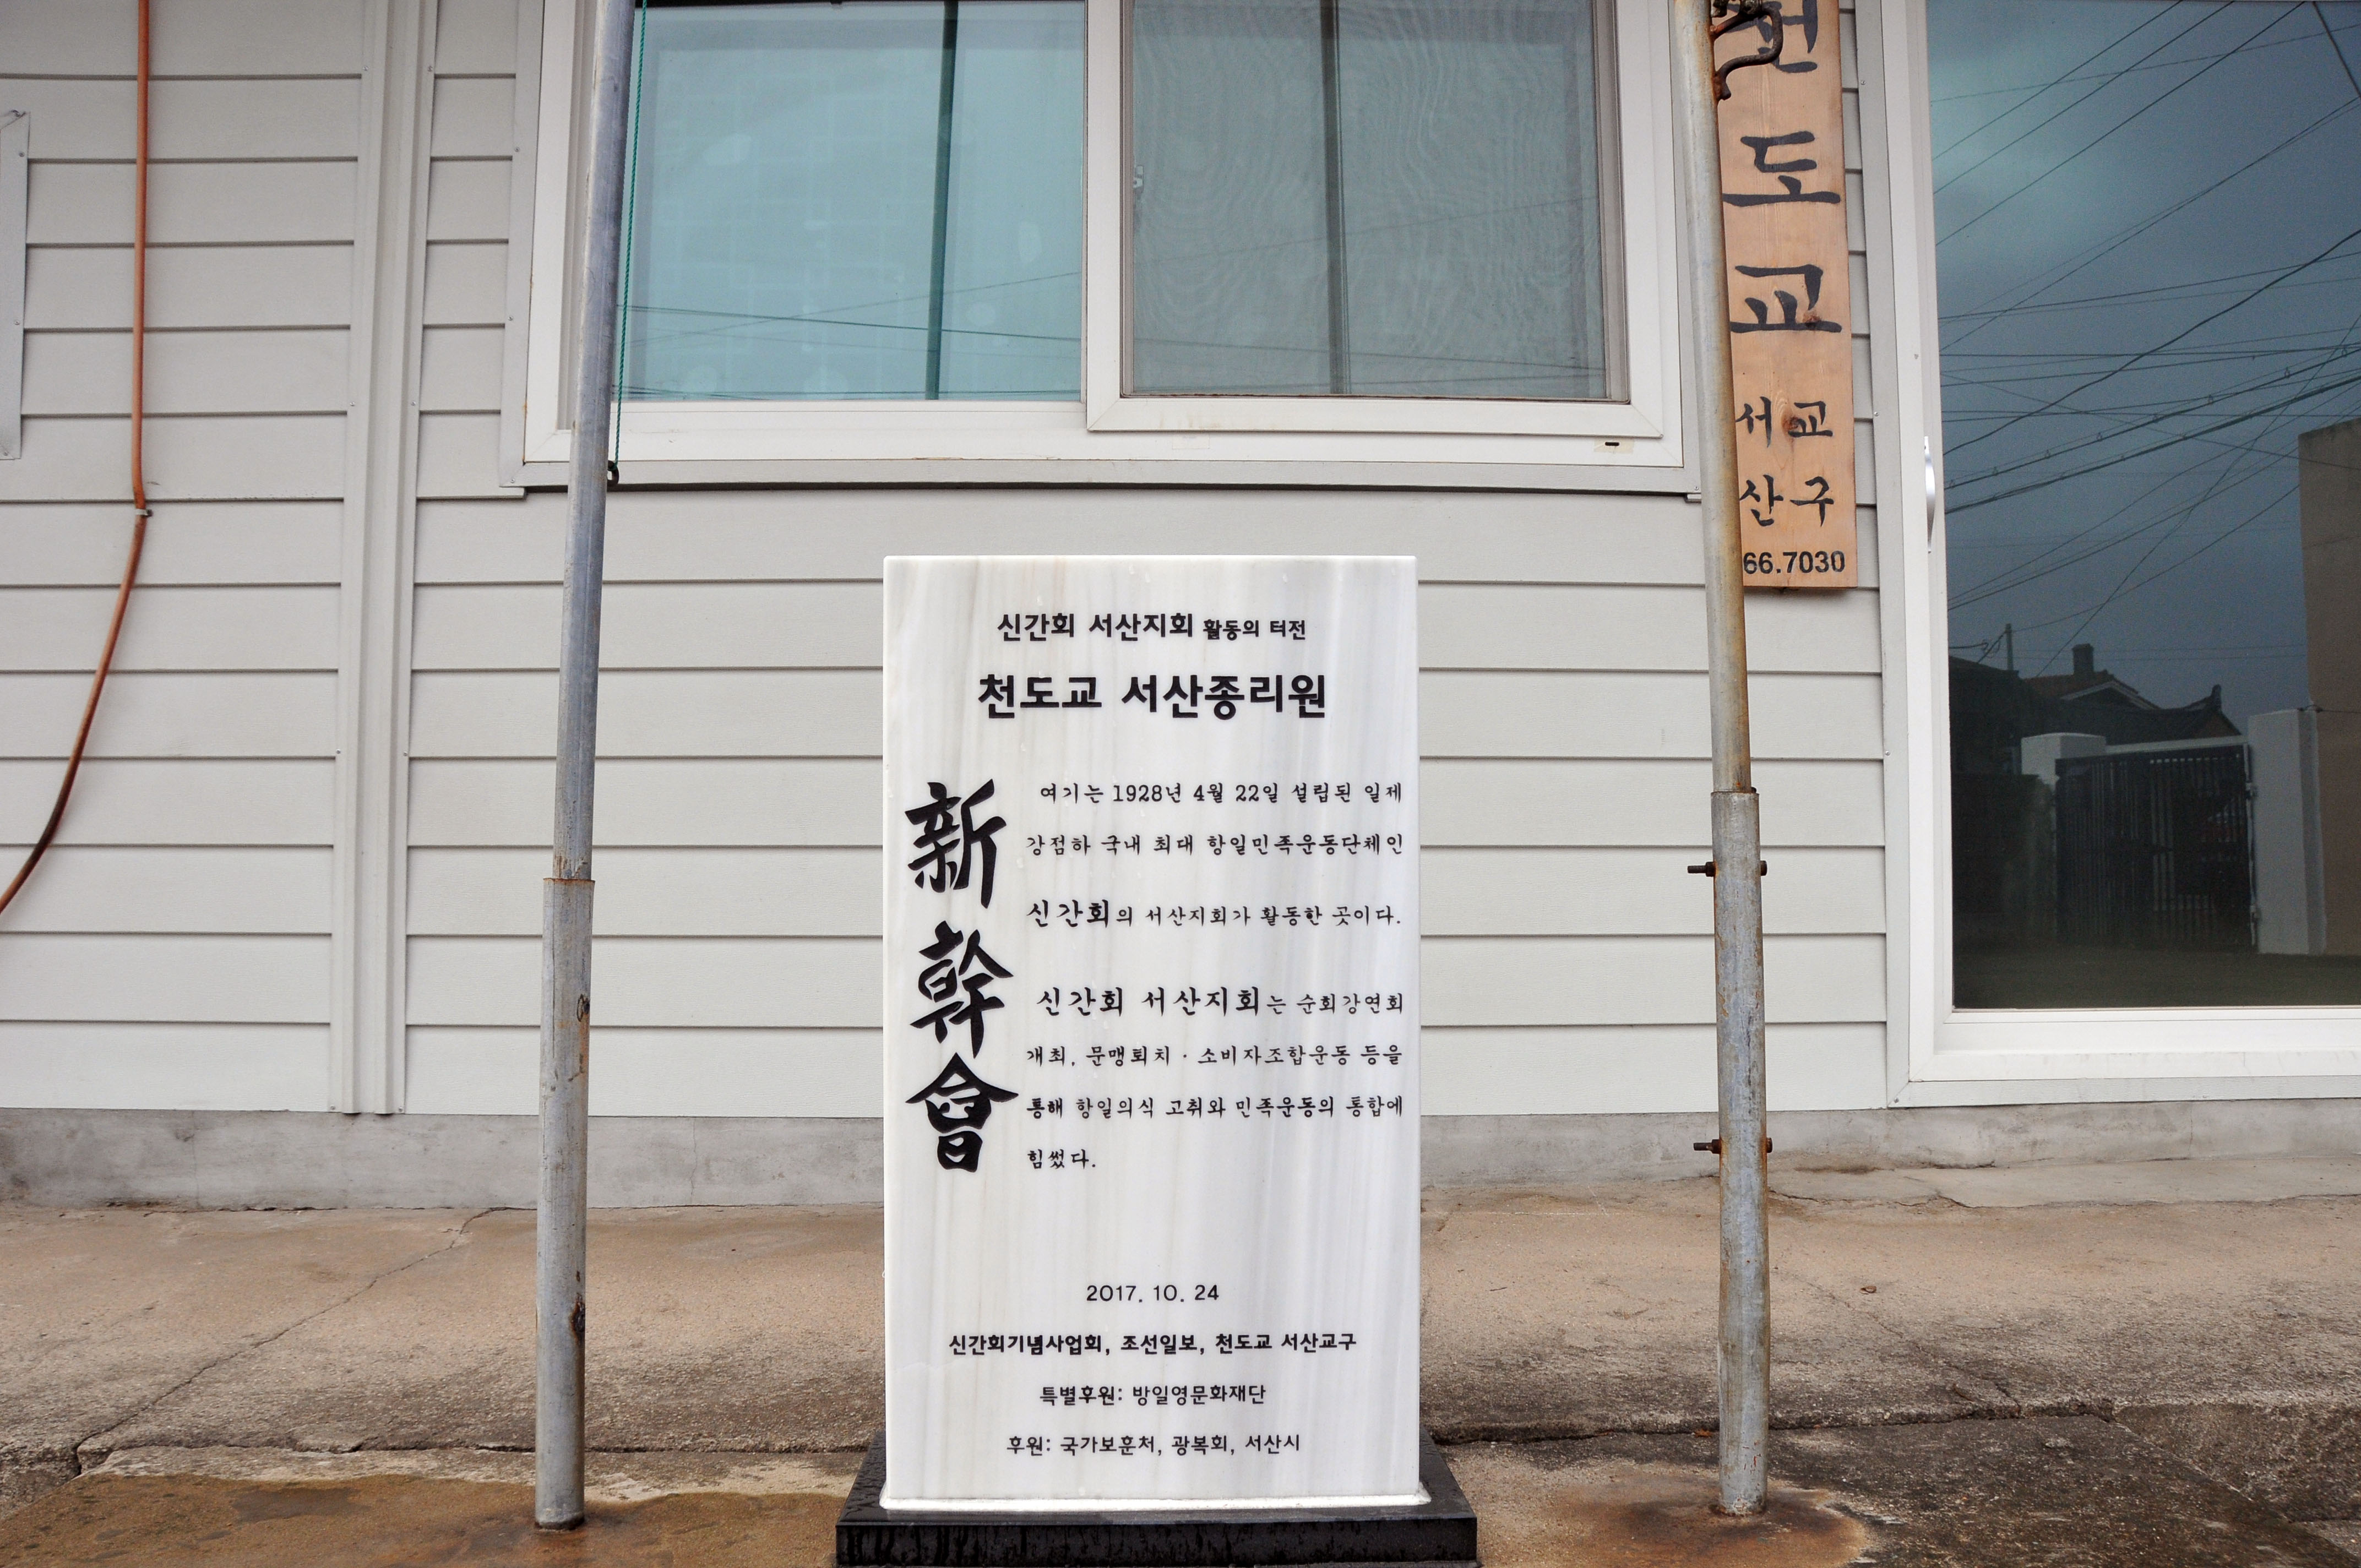 신간회 서산지회 활동의 터전
천도교 서산종리원
新幹會
여기는 1928년 4월 22일 설립된 일제
강점하 국내 최대 항일민족운동단체인
신간회의 서산지회가 활동한 곳이다.
신간회 서산지회는 순회강연회
개최, 문맹퇴치 · 소비자조합운동 등을
통해 항일의식 고취와 민족운동의 통합에
힘썼다.
2017. 10. 24
신간회기념사업회, 조선일보, 천도교 서산교구
특별후원: 방일영문화재단
후원: 국가보훈처, 광복회, 서산시
천도교
서산
교구
66.7030